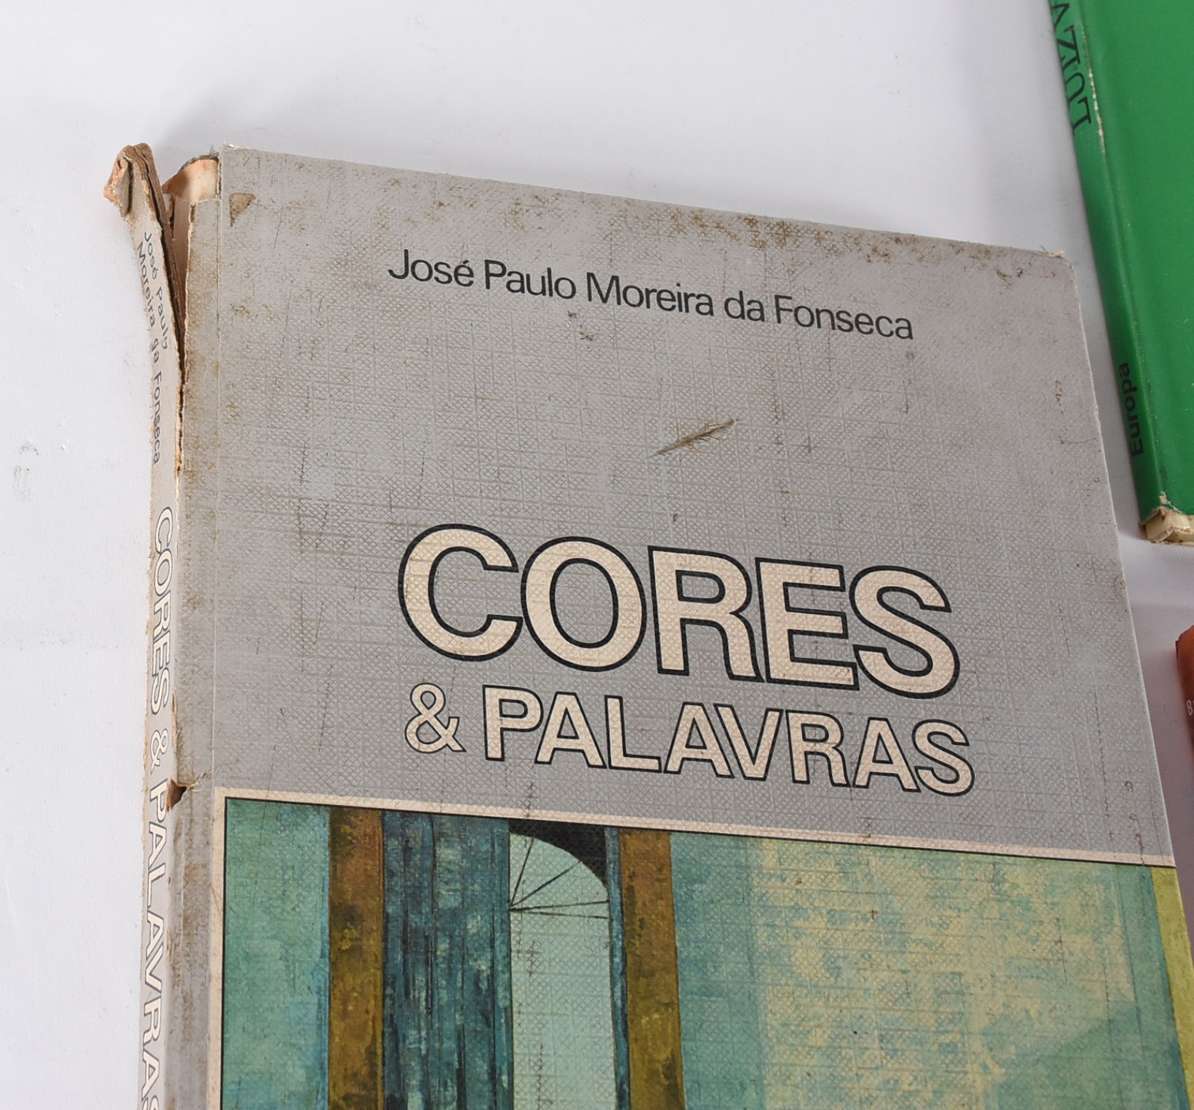 José Paulo Moreira da Fonseca
CORES
& PALAVRAS
José Paulo
Moreira da Fonseca
CORES & PALAVRAS
Europa